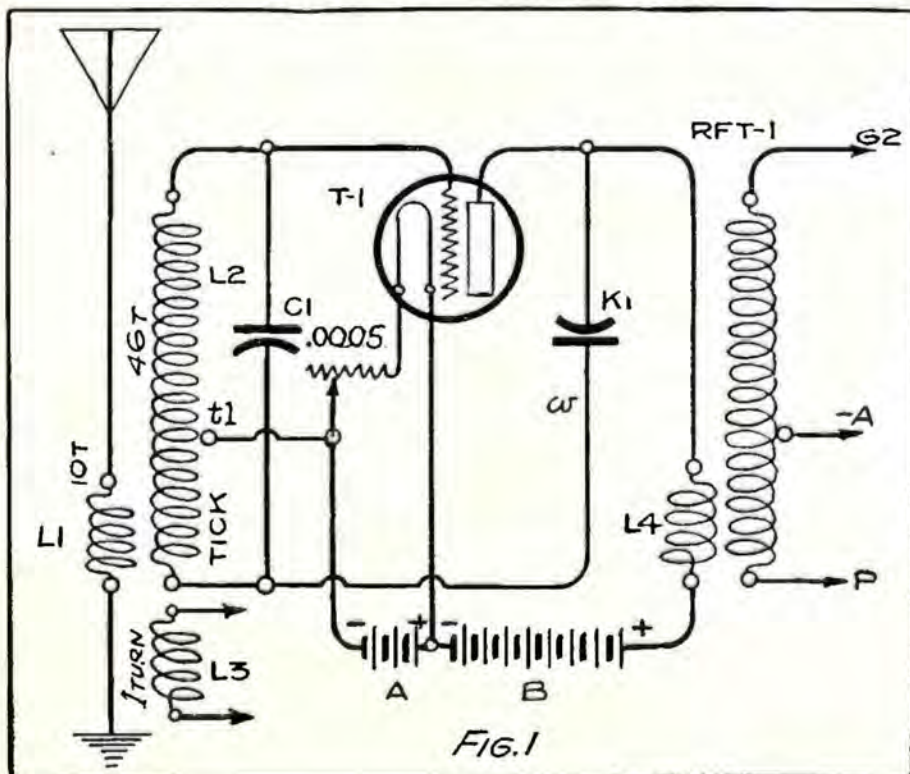 RFT-1
G2
T-1
L2
C1
.0005
K1
46T
t1
ω
-A
10T
L1
TICK
L4
P
1 TURN
L3
-
+
-
+
A
B
FIG.1